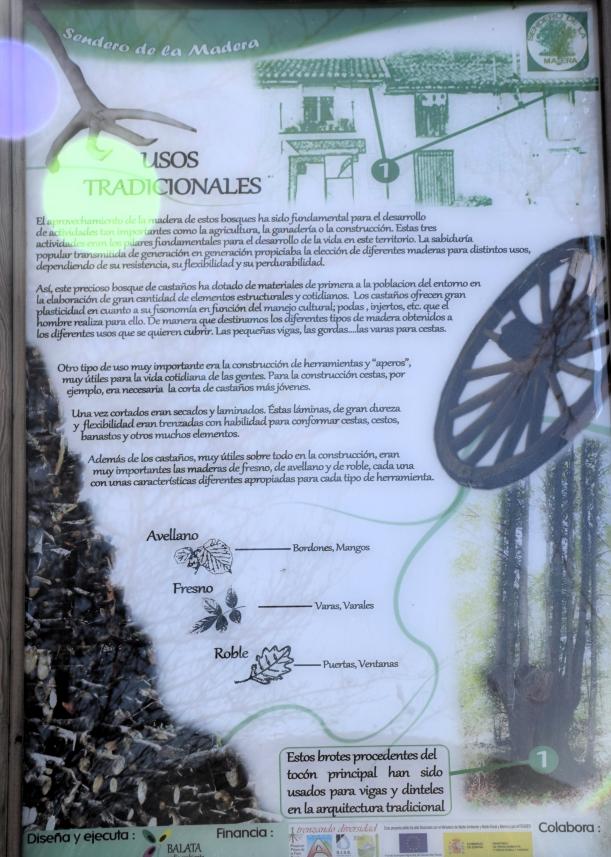 Sendero de la Madera
SENDERO DE LA
MADERA
1
USOS
TRADICIONALES
El aprovechamiento de la madera de estos bosques ha sido fundamental para el desarrollo
de actividades tan importantes como la agricultura, la ganadería o la construcción. Estas tres
actividades eran los pilares fundamentales para el desarrollo de la vida en este territorio. La sabiduría
popular transmitida de generación en generación propiciaba la elección de diferentes maderas para distintos usos,
dependiendo de su resistencia, su flexibilidad y su perdurabilidad.
Así, este precioso bosque de castaños ha dotado de materiales de primera a la poblacion del entorno en
la elaboración de gran cantidad de elementos estructurales y cotidianos. Los castaños ofrecen gran
plasticidad en cuanto a su fisonomía en función del manejo cultural; podas , injertos, etc. que el
hombre realiza para ello. De manera que destinamos los diferentes tipos de madera obtenidos a
los diferentes usos que se quieren cubrir. Las pequeñas vigas, las gordas....las varas para cestas.
Otro tipo de uso muy importante era la construcción de herramientas y "aperos",
muy útiles para la vida cotidiana de las gentes. Para la construcción cestas, por
ejemplo, era necesaria la corta de castaños más jóvenes.
Una vez cortados eran secados y laminados. Éstas láminas, de gran dureza
y flexibilidad eran trenzadas con habilidad para conformar cestas, cestos,
banastos y otros muchos elementos.
Además de los castaños, muy útiles sobre todo en la construcción, eran
muy importantes las maderas de fresno, de avellano y de roble, cada una
con unas características diferentes apropiadas para cada tipo de herramienta.
Avellano
Bordones, Mangos
Fresno
Varas, Varales
Roble
Puertas, Ventanas
Estos brotes procedentes del
tocón principal han sido
usados para vigas y dinteles
en la arquitectura tradicional
1
Diseña y ejecuta :
BALATA
Financia :
trenzando diversidad
Colabora :